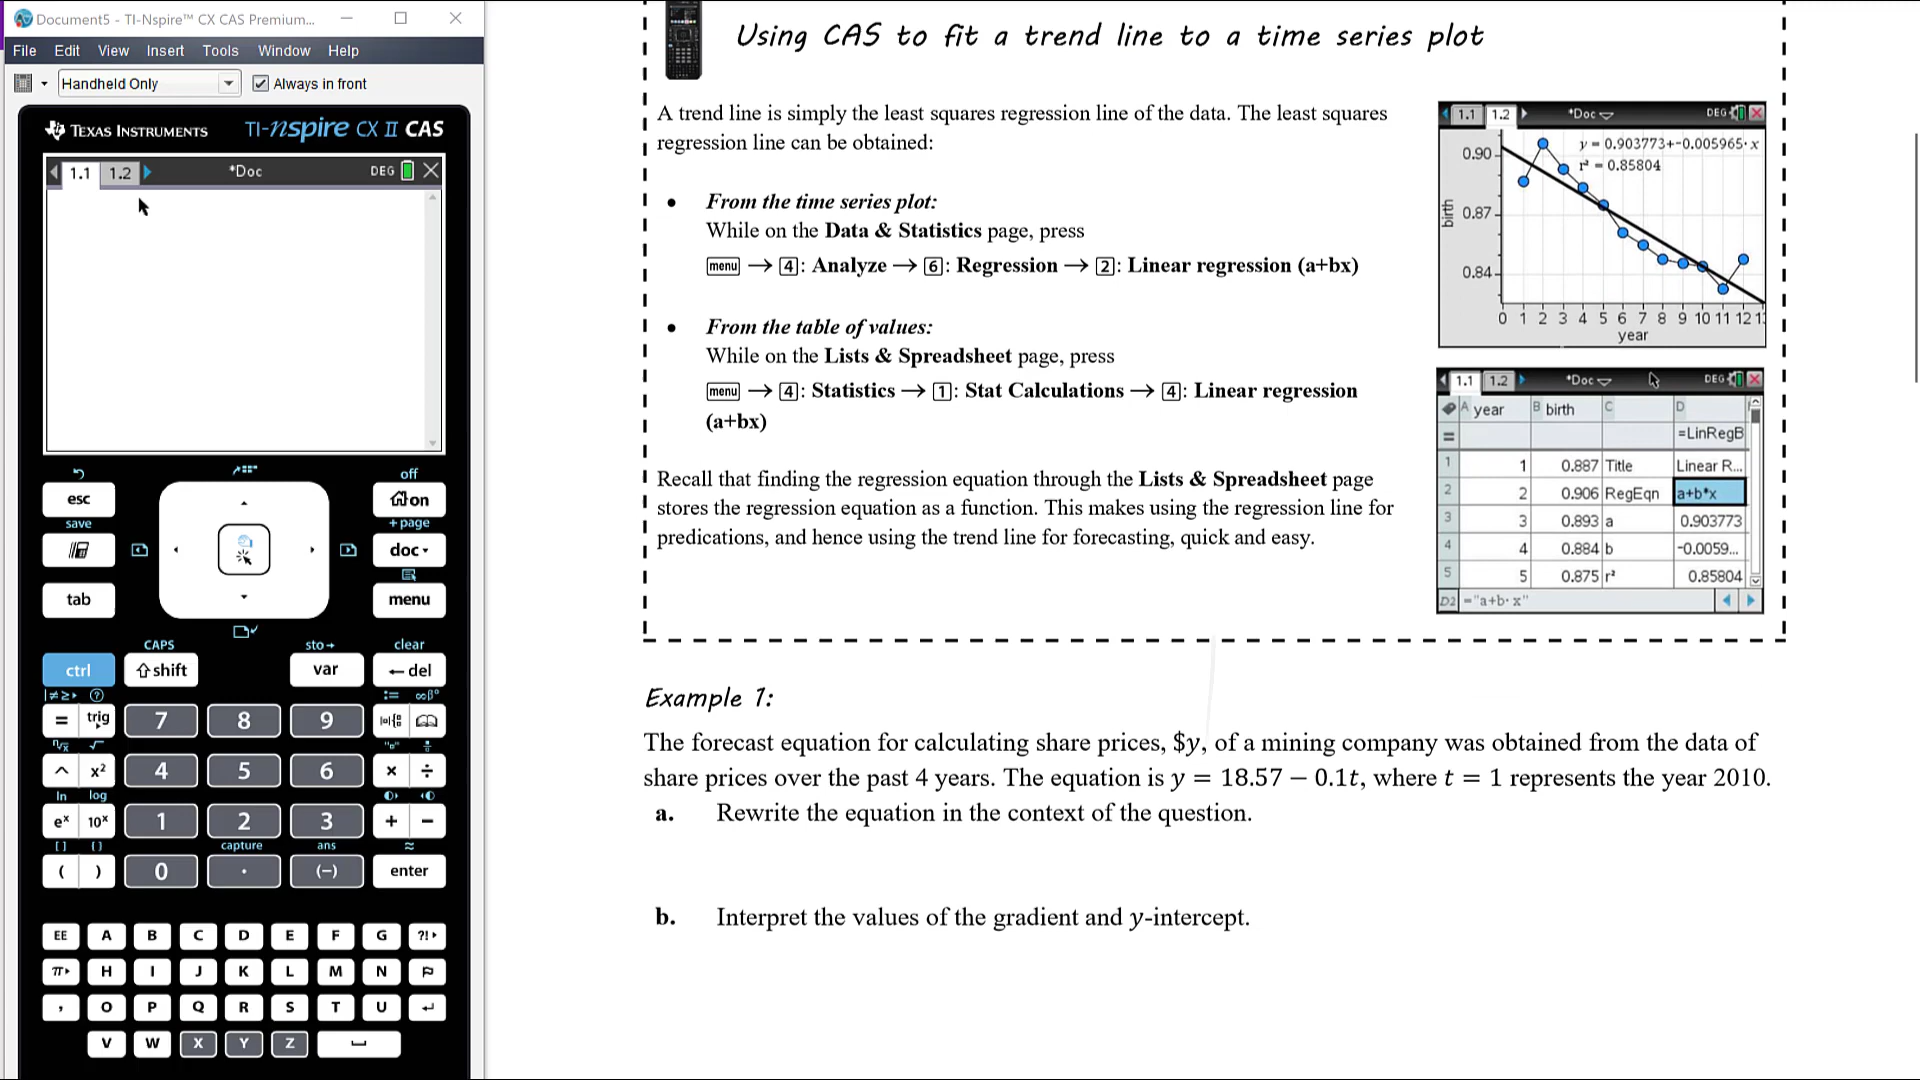 Document5 - TI-Nspire™ CX CAS Premium...
File Edit View Insert Tools Window Help
Handheld Only
Always in front
TEXAS INSTRUMENTS TI-nspire CX II CAS
1.1 1.2 *Doc DEG
off
esc on
save + page
doc
tab menu
CAPS sto→ clear
ctrl shift var ←del
|≠≥▸ ? := ∞β°
= trig 7 8 9
n√x √ "□"
^ x² 4 5 6 × ÷
ln log
eˣ 10ˣ 1 2 3 + −
[ ] { } capture ans ≈
( ) 0 . (−) enter
EE A B C D E F G ?!▸
π▸ H I J K L M N
, O P Q R S T U ↵
V W X Y Z
Using CAS to fit a trend line to a time series plot
A trend line is simply the least squares regression line of the data. The least squares
regression line can be obtained:
• From the time series plot:
While on the Data & Statistics page, press
menu → 4: Analyze → 6: Regression → 2: Linear regression (a+bx)
• From the table of values:
While on the Lists & Spreadsheet page, press
menu → 4: Statistics → 1: Stat Calculations → 4: Linear regression
(a+bx)
Recall that finding the regression equation through the Lists & Spreadsheet page
stores the regression equation as a function. This makes using the regression line for
predications, and hence using the trend line for forecasting, quick and easy.
1.1 1.2 *Doc DEG
y = 0.903773+-0.005965·x
r² = 0.85804
0.90
0.87
0.84
birth
0 1 2 3 4 5 6 7 8 9 10 11 12 13
year
1.1 1.2 *Doc DEG
A year B birth C D
= =LinRegB
1 1 0.887 Title Linear R...
2 2 0.906 RegEqn a+b*x
3 3 0.893 a 0.903773
4 4 0.884 b -0.0059...
5 5 0.875 r² 0.85804
D2 ="a+b·x"
Example 1:
The forecast equation for calculating share prices, $y, of a mining company was obtained from the data of
share prices over the past 4 years. The equation is y = 18.57 − 0.1t, where t = 1 represents the year 2010.
a. Rewrite the equation in the context of the question.
b. Interpret the values of the gradient and y-intercept.